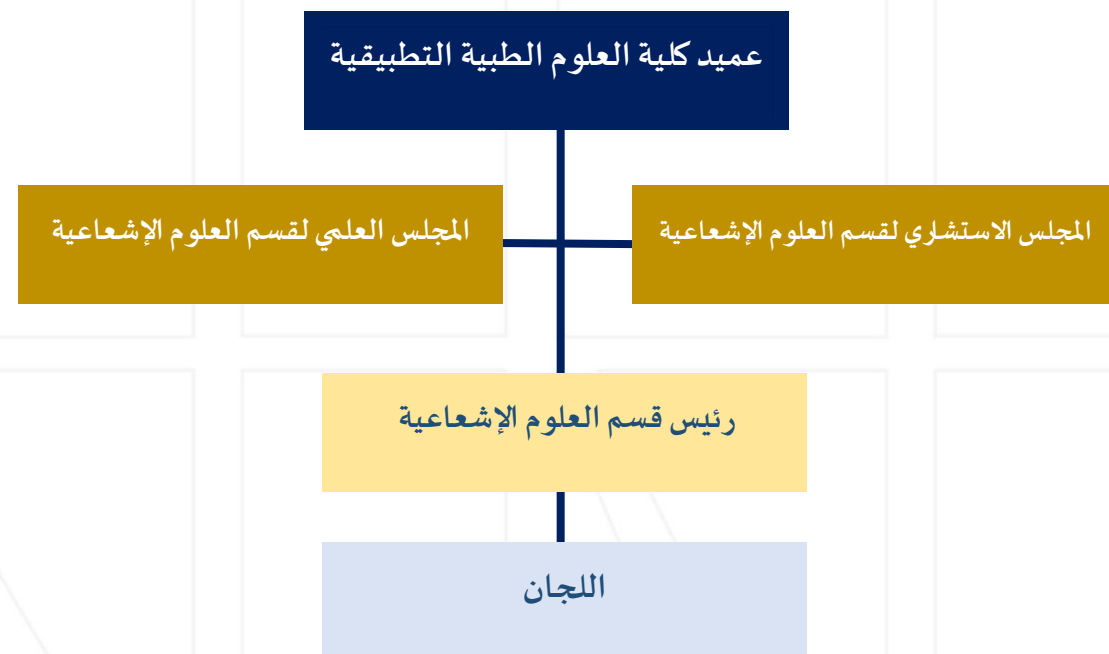 عميد كلية العلوم الطبية التطبيقية
المجلس الاستشاري لقسم العلوم الإشعاعية
المجلس العلمي لقسم العلوم الإشعاعية
رئيس قسم العلوم الإشعاعية
اللجان